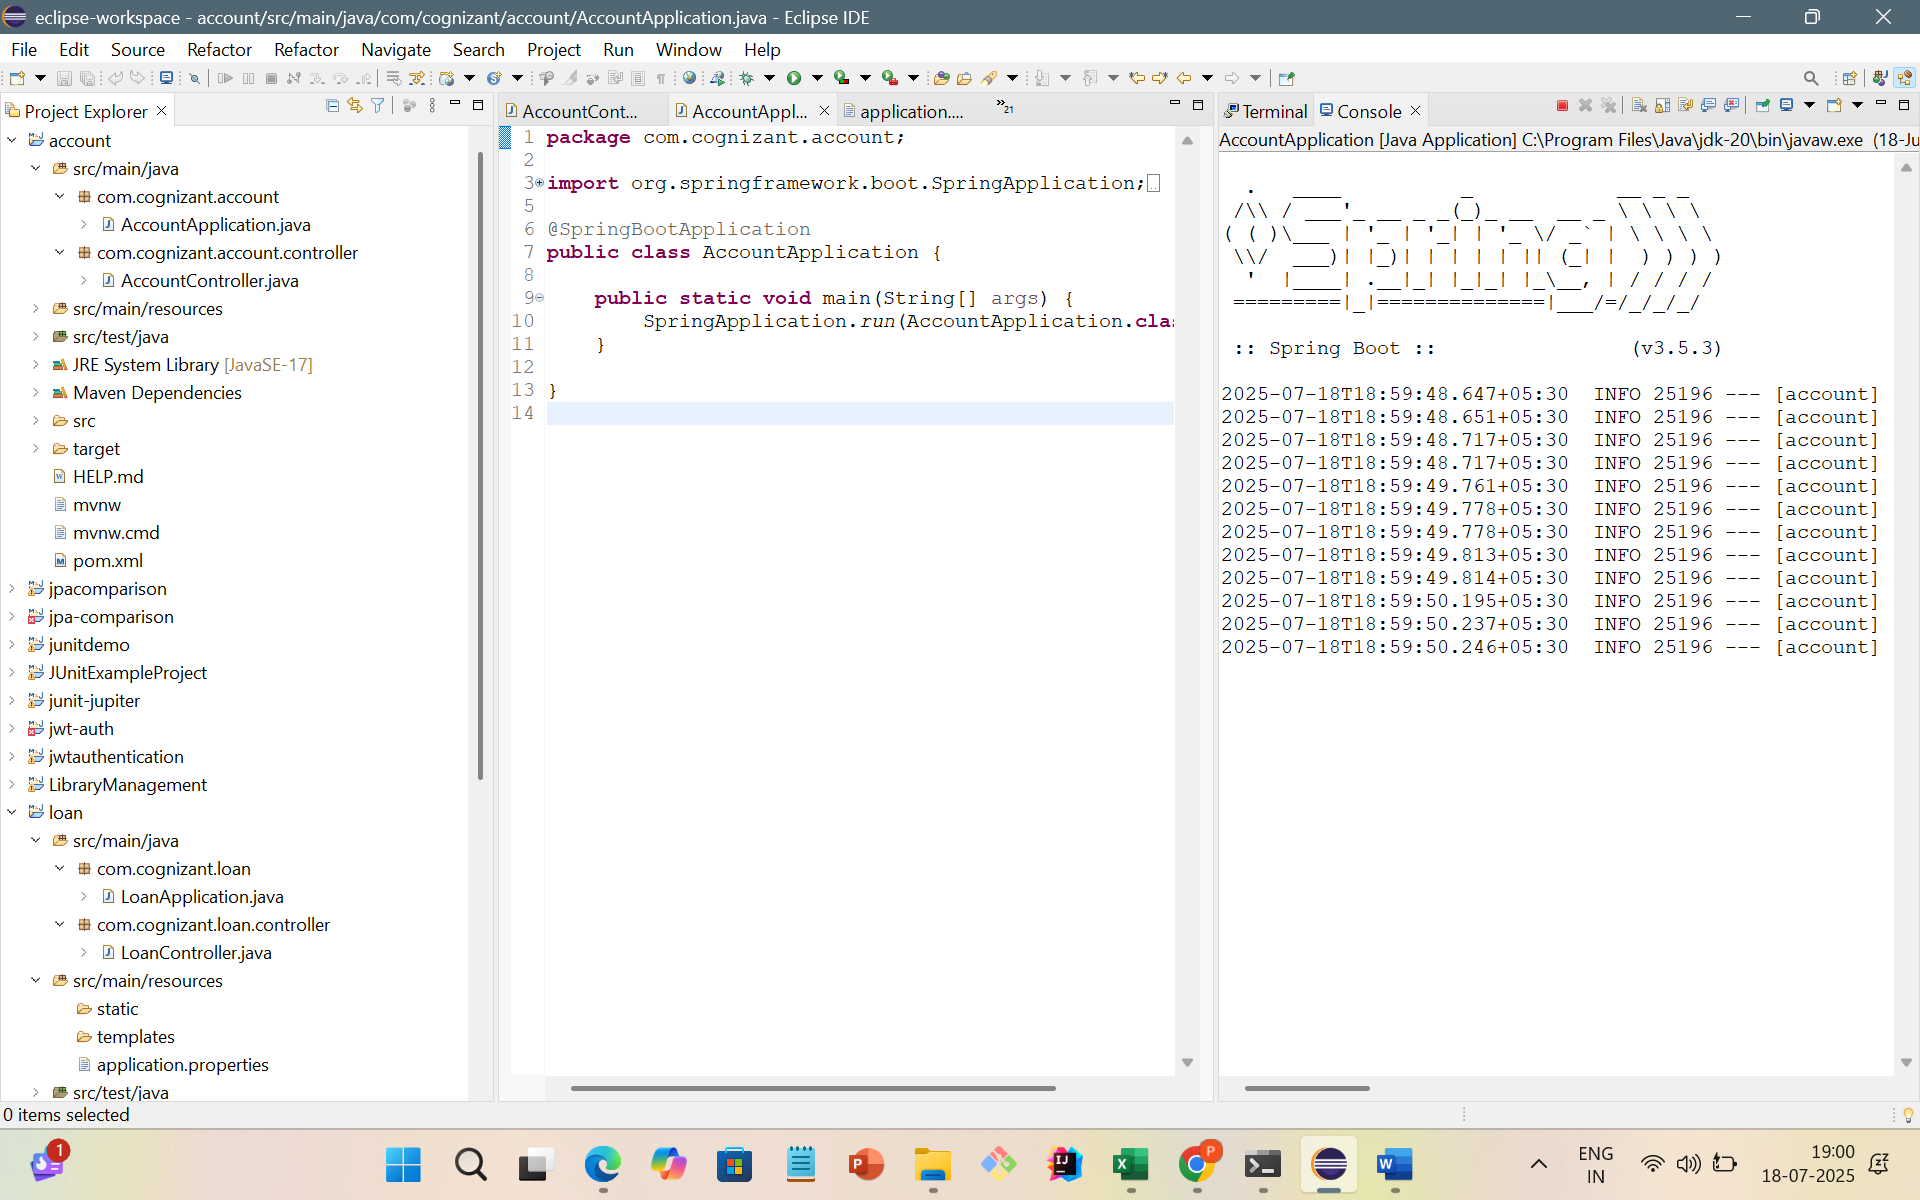 eclipse-workspace - account/src/main/java/com/cognizant/account/AccountApplication.java - Eclipse IDE
File Edit Source Refactor Refactor Navigate Search Project Run Window Help
Project Explorer
account
src/main/java
com.cognizant.account
AccountApplication.java
com.cognizant.account.controller
AccountController.java
src/main/resources
src/test/java
JRE System Library [JavaSE-17]
Maven Dependencies
src
target
HELP.md
mvnw
mvnw.cmd
pom.xml
jpacomparison
jpa-comparison
junitdemo
JUnitExampleProject
junit-jupiter
jwt-auth
jwtauthentication
LibraryManagement
loan
src/main/java
com.cognizant.loan
LoanApplication.java
com.cognizant.loan.controller
LoanController.java
src/main/resources
static
templates
application.properties
src/test/java
0 items selected
AccountCont... AccountAppl... application.... »21
1 package com.cognizant.account;
2
3 import org.springframework.boot.SpringApplication;
5
6 @SpringBootApplication
7 public class AccountApplication {
8
9 public static void main(String[] args) {
10 SpringApplication.run(AccountApplication.clas
11 }
12
13 }
14
Terminal Console
AccountApplication [Java Application] C:\Program Files\Java\jdk-20\bin\javaw.exe (18-Ju
Spring
:: Spring Boot :: (v3.5.3)
2025-07-18T18:59:48.647+05:30 INFO 25196 --- [account]
2025-07-18T18:59:48.651+05:30 INFO 25196 --- [account]
2025-07-18T18:59:48.717+05:30 INFO 25196 --- [account]
2025-07-18T18:59:48.717+05:30 INFO 25196 --- [account]
2025-07-18T18:59:49.761+05:30 INFO 25196 --- [account]
2025-07-18T18:59:49.778+05:30 INFO 25196 --- [account]
2025-07-18T18:59:49.778+05:30 INFO 25196 --- [account]
2025-07-18T18:59:49.813+05:30 INFO 25196 --- [account]
2025-07-18T18:59:49.814+05:30 INFO 25196 --- [account]
2025-07-18T18:59:50.195+05:30 INFO 25196 --- [account]
2025-07-18T18:59:50.237+05:30 INFO 25196 --- [account]
2025-07-18T18:59:50.246+05:30 INFO 25196 --- [account]
1
ENG
IN
19:00
18-07-2025